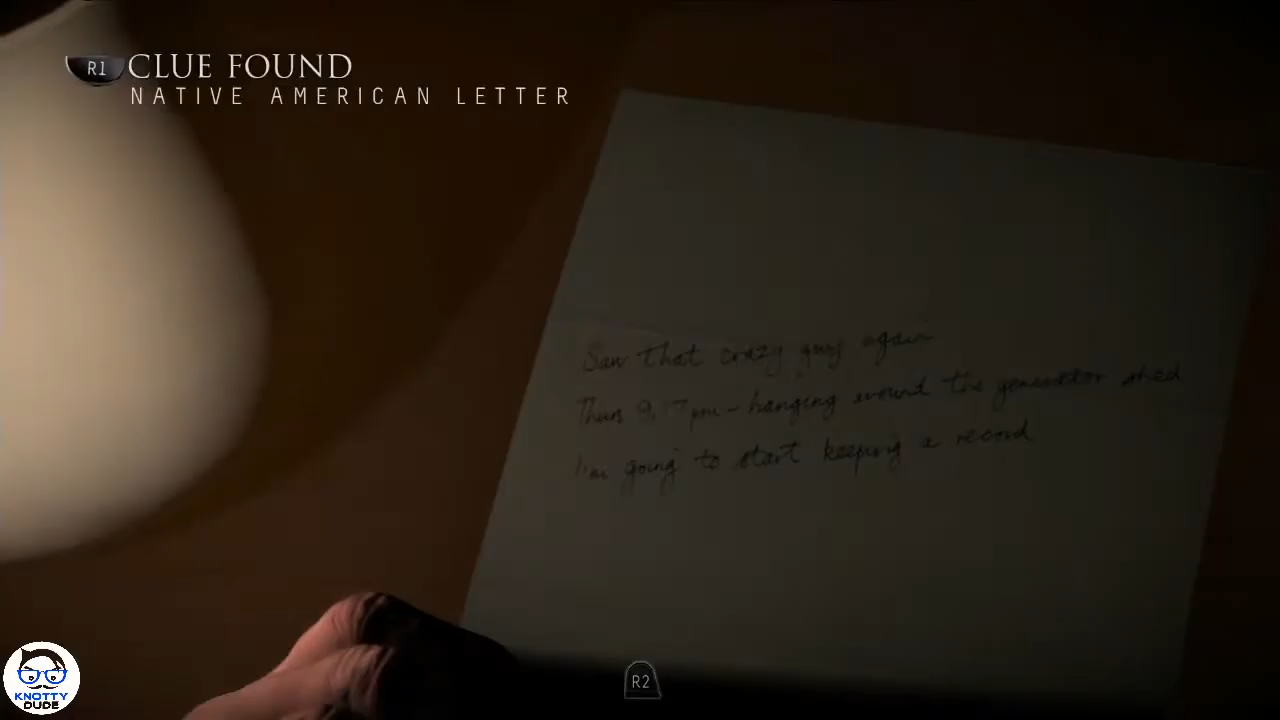 R1 CLUE FOUND
NATIVE AMERICAN LETTER
Saw that crazy guy again
Thurs 9.17pm - hanging around the generator shed
I'm going to start keeping a record
R2
KNOTTY
DUDE